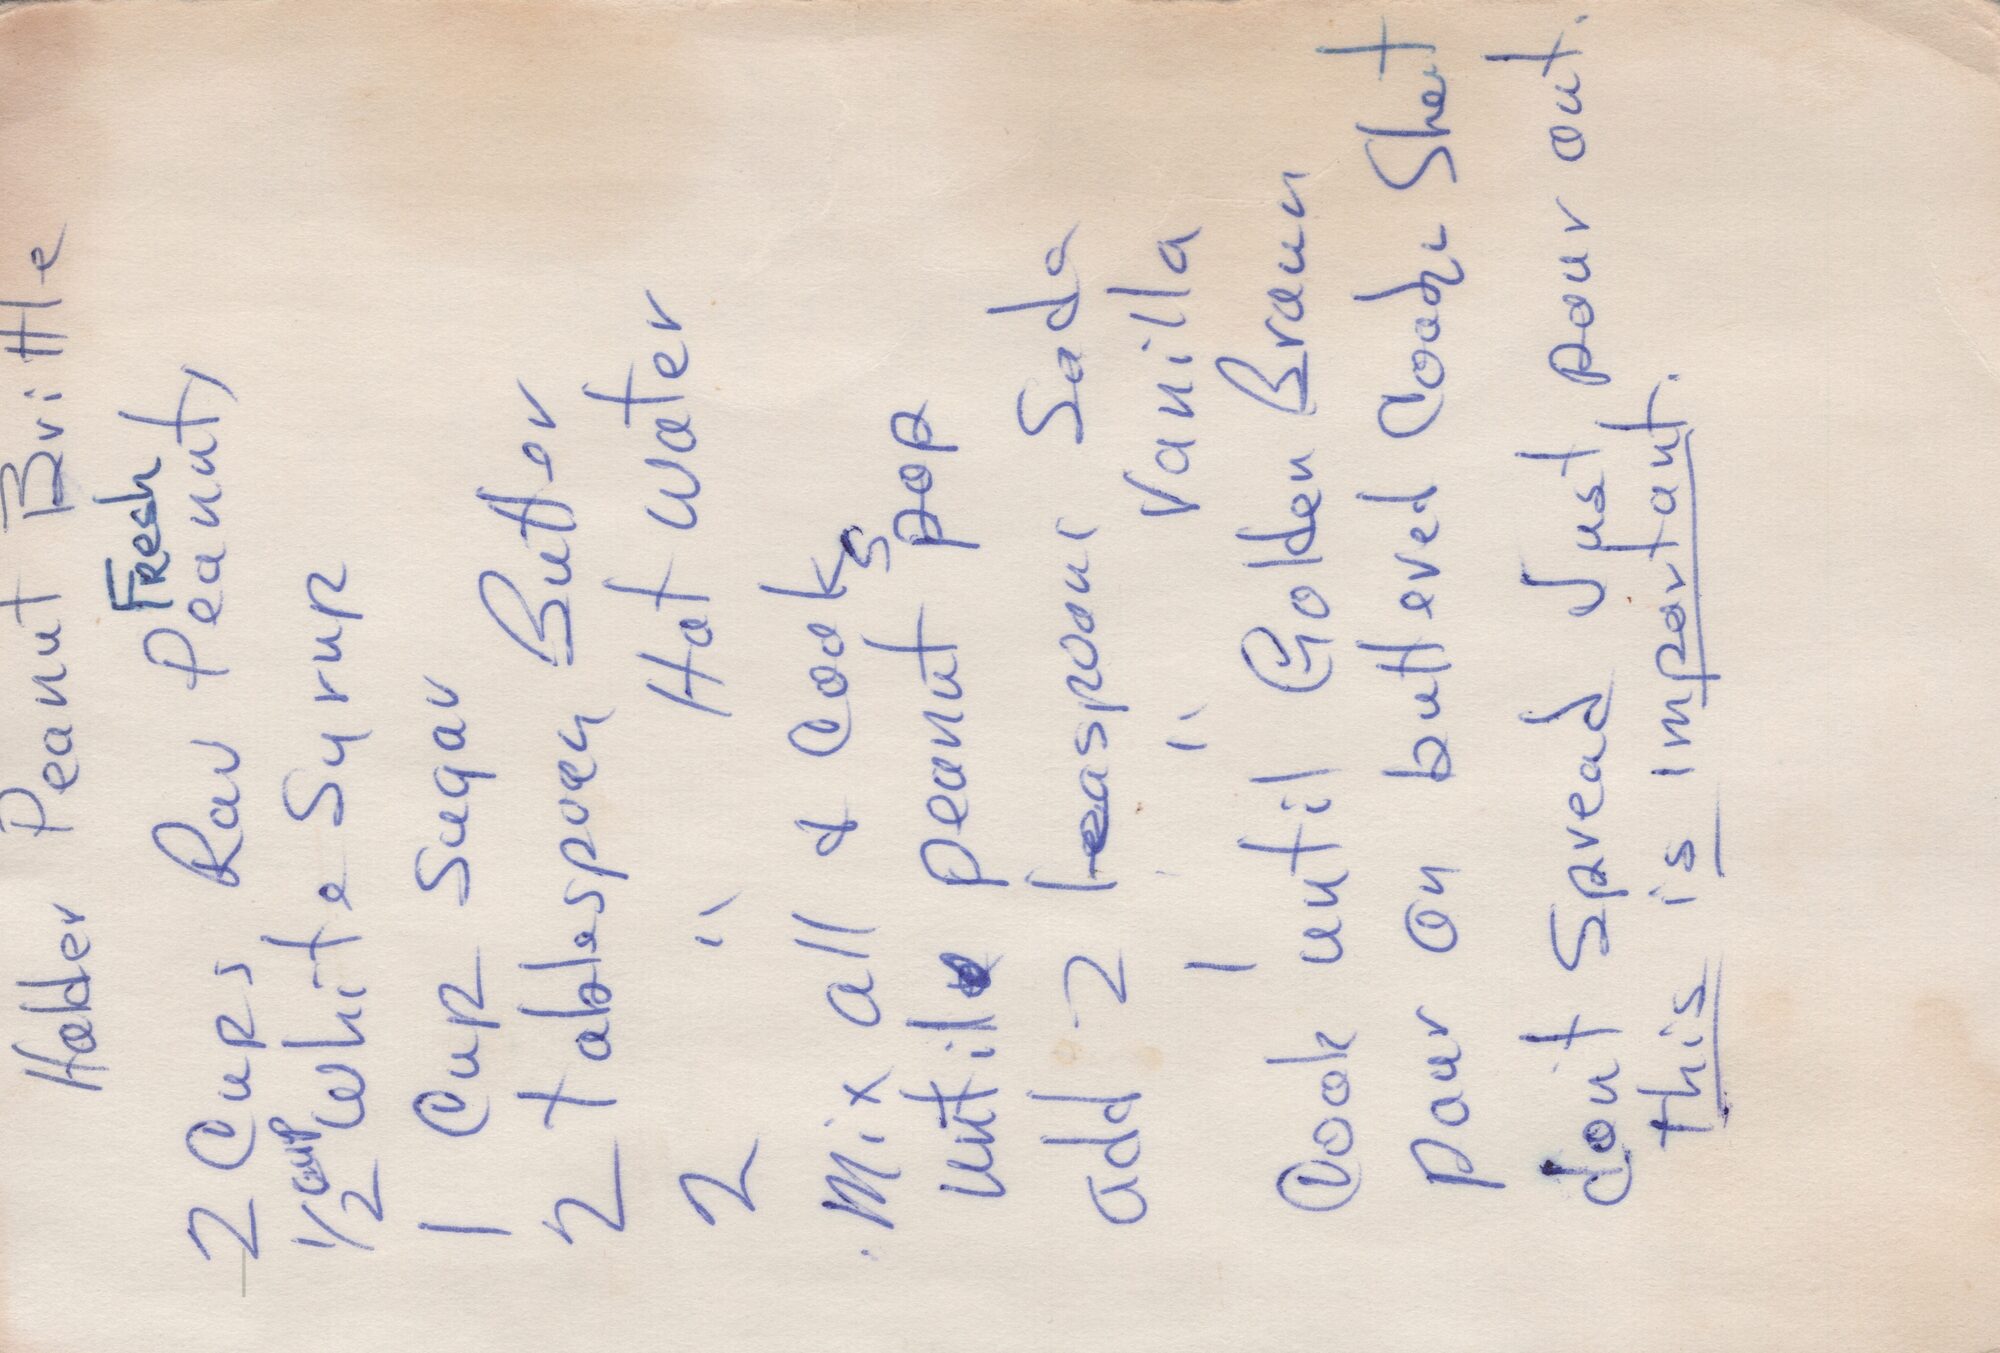 Holder Peanut Brittle
Fresh
2 Cups Raw Peanuts
1/2 cup White Syrup
1 Cup Sugar
2 tablespoon Butter
2 " Hot Water
Mix all & Cook
until peanuts pop
add 2 teaspoons Soda
1 " Vanilla
Cook until Golden Brown
pour on buttered Cooki Sheet
dont Spread Just pour out.
this is important.